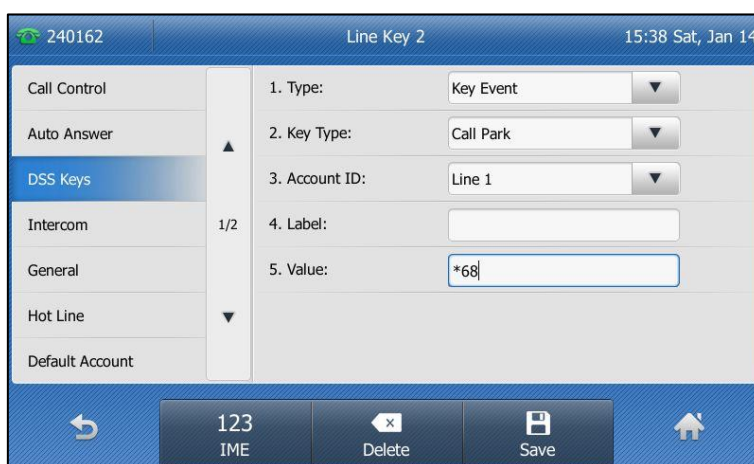 240162 Line Key 2 15:38 Sat, Jan 14
Call Control
Auto Answer
DSS Keys
Intercom
General
Hot Line
Default Account
1/2
1. Type: Key Event
2. Key Type: Call Park
3. Account ID: Line 1
4. Label:
5. Value: *68
123
IME
Delete
Save